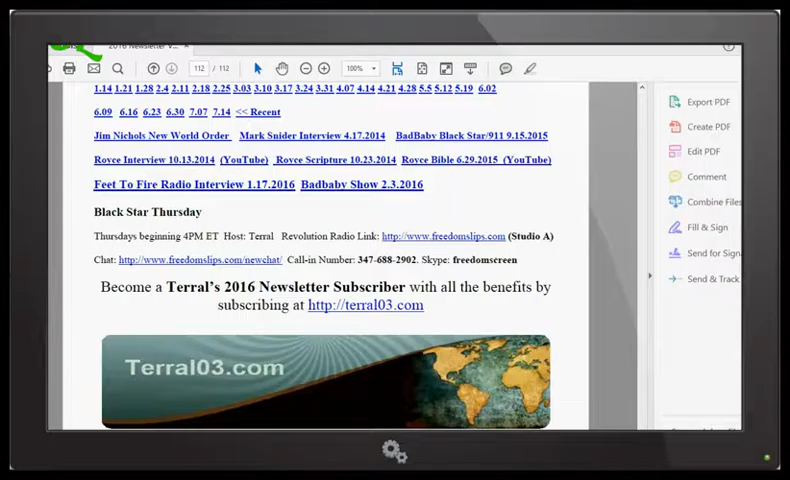 2016 Newsletter V...
112 / 112
100%
1.14 1.21 1.28 2.4 2.11 2.18 2.25 3.03 3.10 3.17 3.24 3.31 4.07 4.14 4.21 4.28 5.5 5.12 5.19 6.02
6.09 6.16 6.23 6.30 7.07 7.14 << Recent
Jim Nichols New World Order Mark Snider Interview 4.17.2014 BadBaby Black Star/911 9.15.2015
Royce Interview 10.13.2014 (YouTube) Royce Scripture 10.23.2014 Royce Bible 6.29.2015 (YouTube)
Feet To Fire Radio Interview 1.17.2016 Badbaby Show 2.3.2016
Black Star Thursday
Thursdays beginning 4PM ET Host: Terral Revolution Radio Link: http://www.freedomslips.com (Studio A)
Chat: http://www.freedomslips.com/newchat/ Call-in Number: 347-688-2902. Skype: freedomscreen
Become a Terral's 2016 Newsletter Subscriber with all the benefits by
subscribing at http://terral03.com
Terral03.com
Export PDF
Create PDF
Edit PDF
Comment
Combine Files
Fill & Sign
Send for Sign
Send & Track